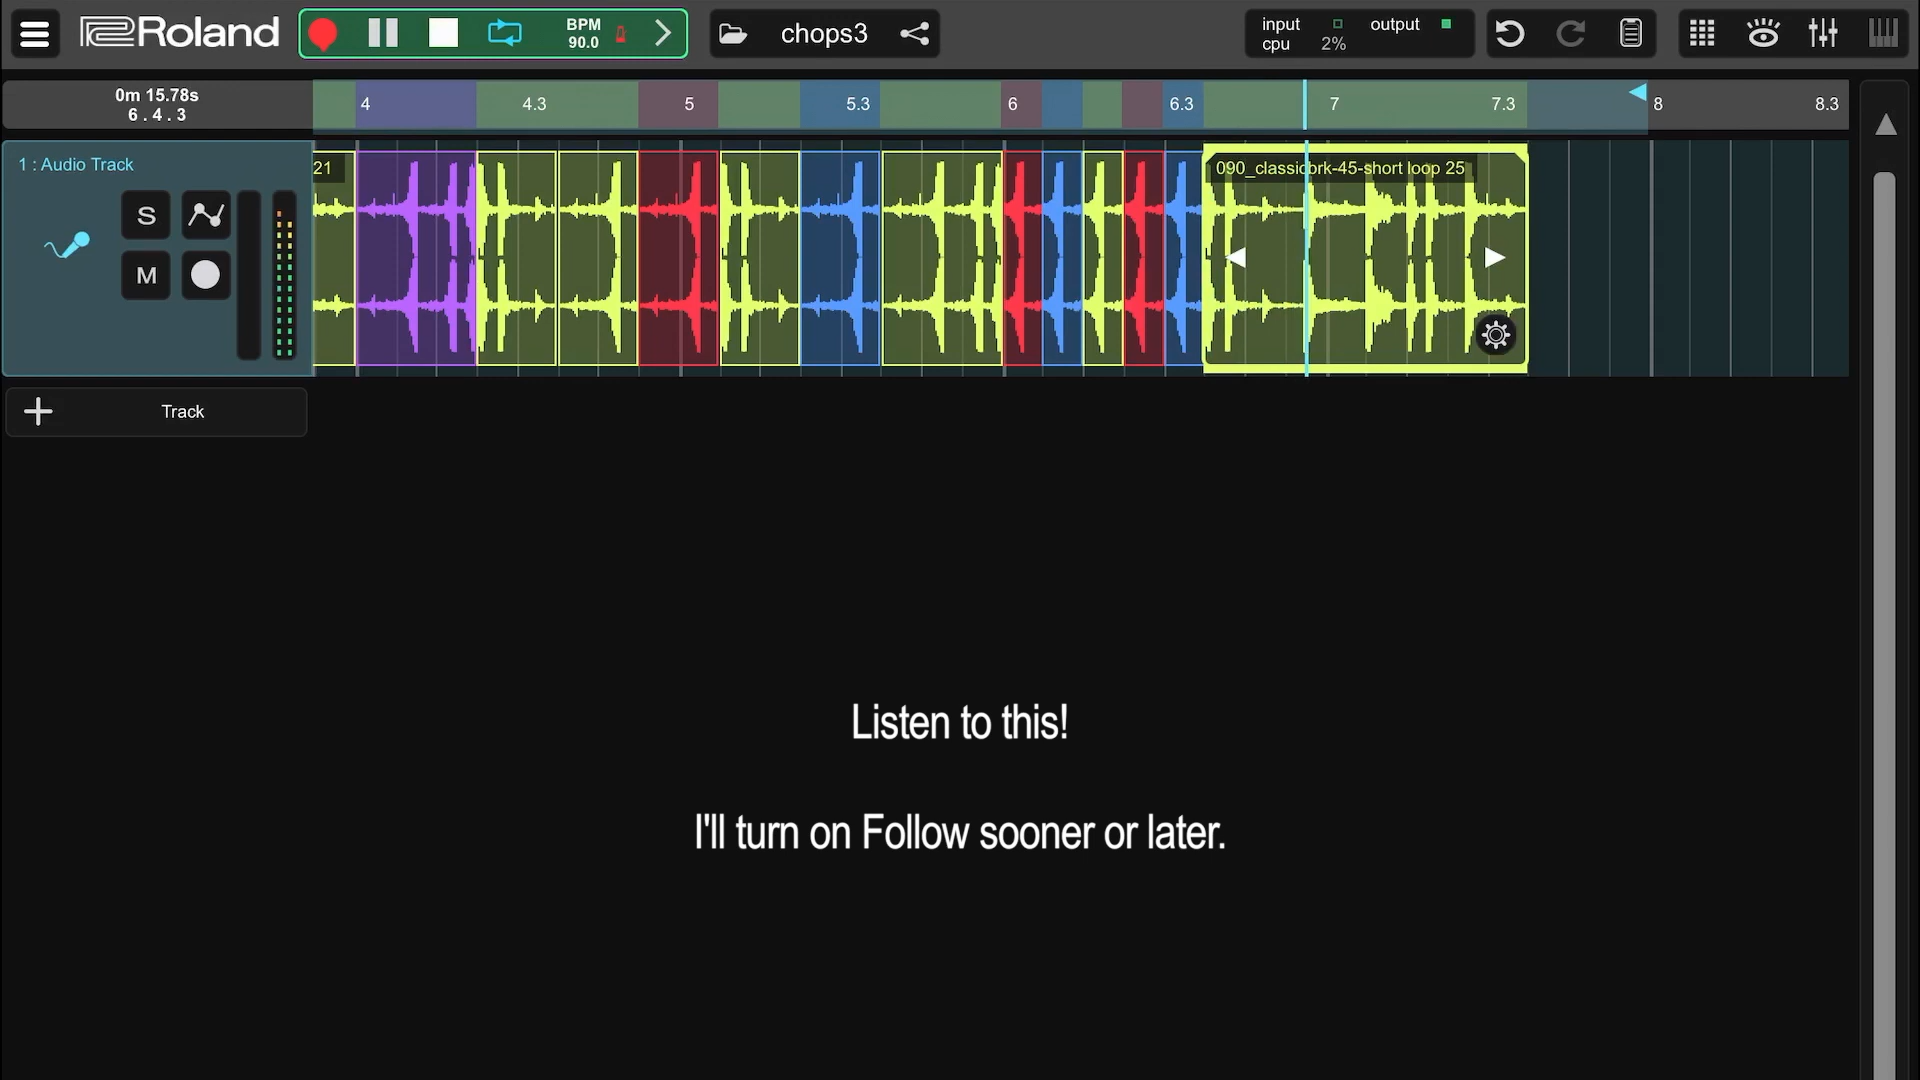 Roland
BPM
90.0
chops3
input
output
cpu
2%
0m 15.78s
6 . 4 . 3
4
4.3
5
5.3
6
6.3
7
7.3
8
8.3
1 : Audio Track
S
M
21
090_classicbrk-45-short loop 25
Track
Listen to this!
I'll turn on Follow sooner or later.